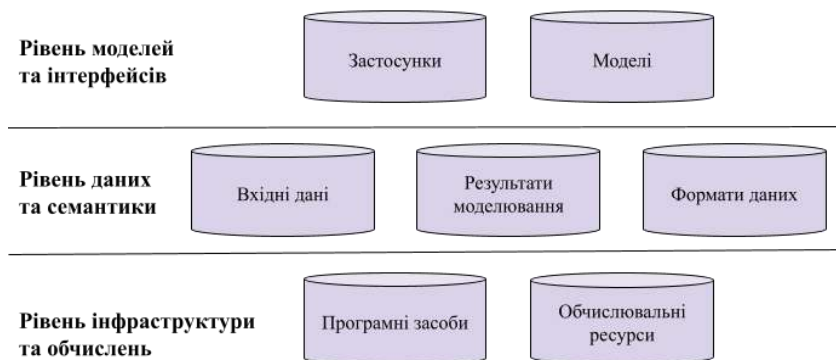 Рівень моделей
та інтерфейсів
Застосунки
Моделі
Рівень даних
та семантики
Вхідні дані
Результати
моделювання
Формати даних
Рівень інфраструктури
та обчислень
Програмні засоби
Обчислювальні
ресурси